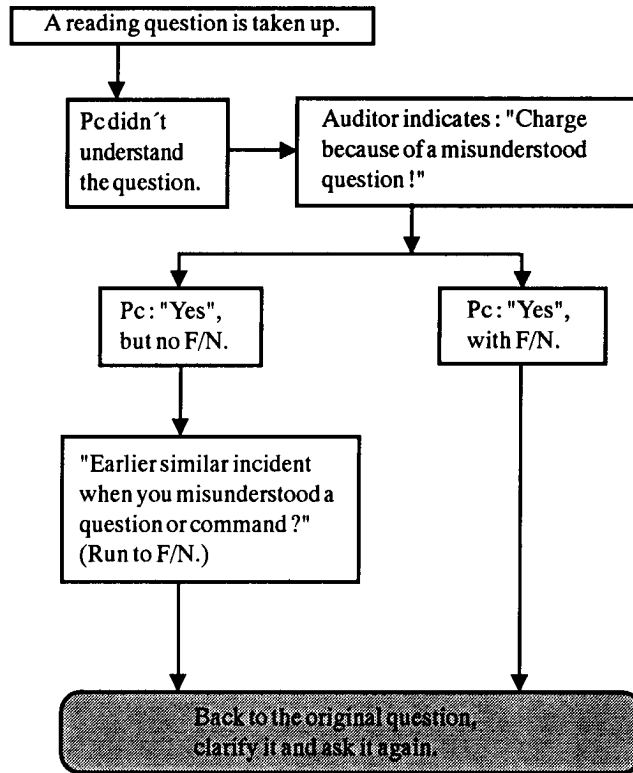 A reading question is taken up.
Pc didn´t
understand
the question.
Auditor indicates : "Charge
because of a misunderstood
question !"
Pc : "Yes",
but no F/N.
Pc : "Yes",
with F/N.
"Earlier similar incident
when you misunderstood a
question or command ?"
(Run to F/N.)
Back to the original question,
clarify it and ask it again.